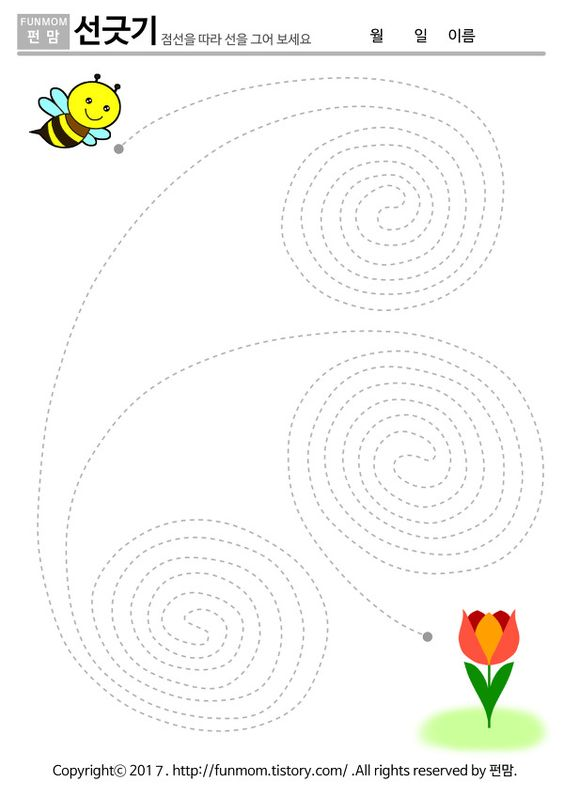 FUNMOM
펀 맘
선긋기 점선을 따라 선을 그어 보세요 월 일 이름
Copyrightⓒ 2017. http://funmom.tistory.com/ .All rights reserved by 펀맘.